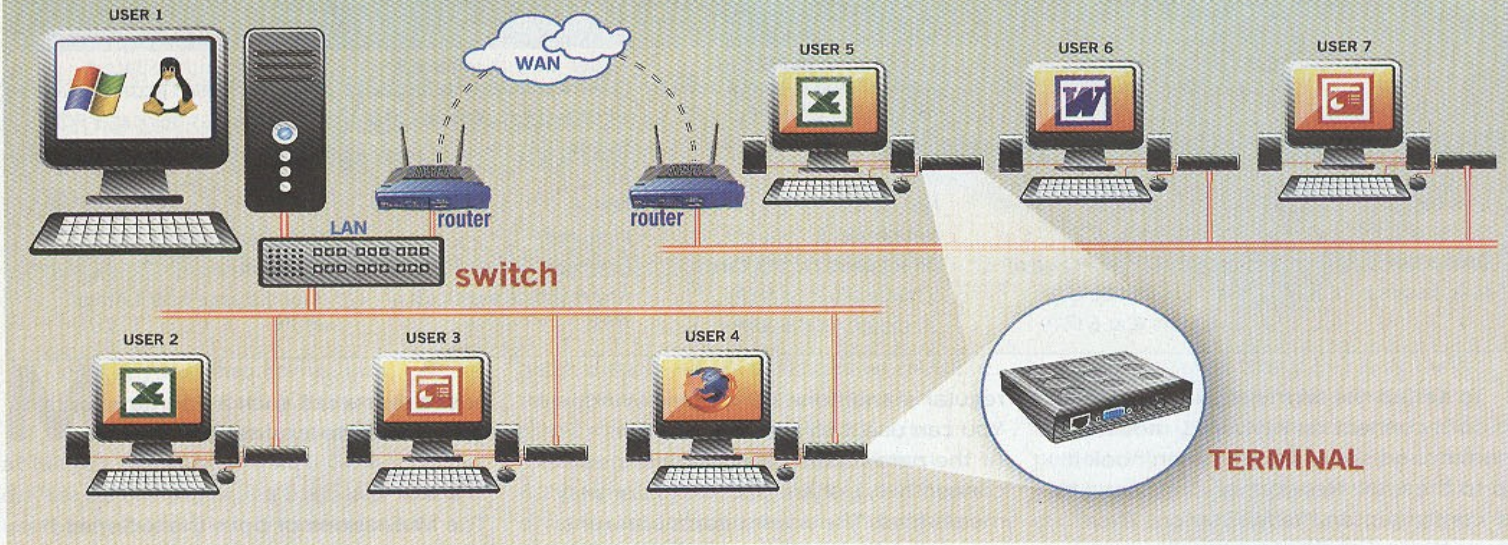 USER 1
WAN
USER 5
USER 6
USER 7
W
router
router
LAN
switch
USER 2
USER 3
USER 4
TERMINAL